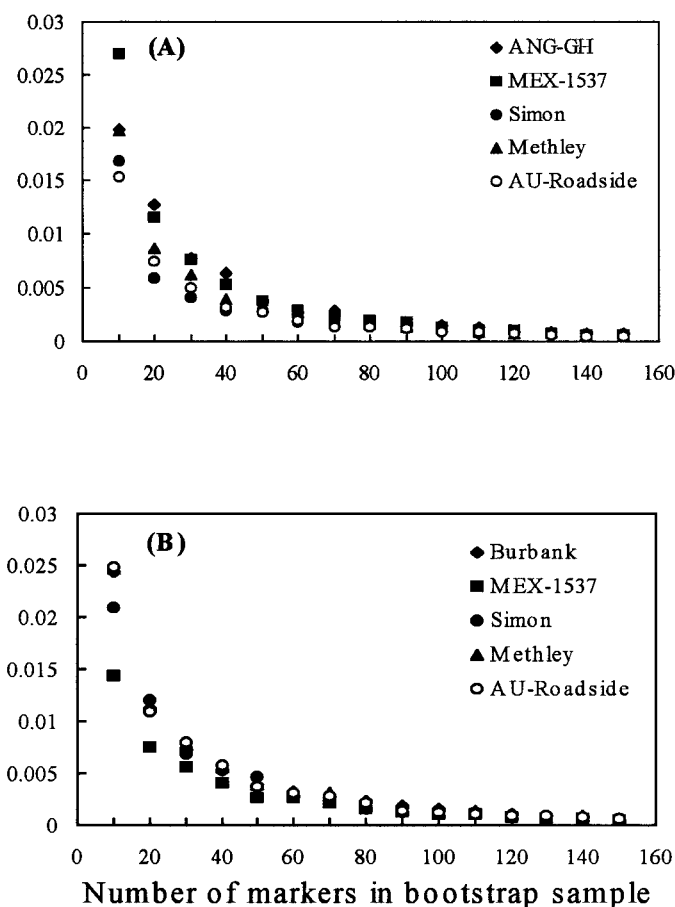 0.03
(A)
ANG-GH
0.025
MEX-1537
0.02
Simon
0.015
Methley
0.01
AU-Roadside
0.005
0
0 20 40 60 80 100 120 140 160
0.03
(B)
Burbank
0.025
MEX-1537
0.02
Simon
0.015
Methley
0.01
AU-Roadside
0.005
0
0 20 40 60 80 100 120 140 160
Number of markers in bootstrap sample